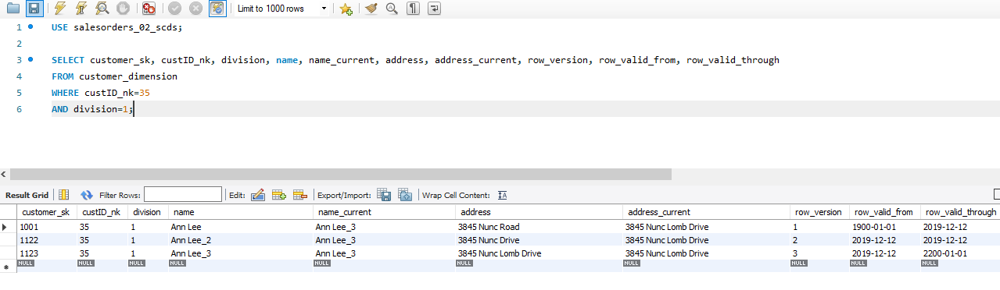 Limit to 1000 rows
1 USE salesorders_02_scds;
2
3 SELECT customer_sk, custID_nk, division, name, name_current, address, address_current, row_version, row_valid_from, row_valid_through
4 FROM customer_dimension
5 WHERE custID_nk=35
6 AND division=1;
Result Grid Filter Rows: Edit: Export/Import: Wrap Cell Content:
customer_sk custID_nk division name name_current address address_current row_version row_valid_from row_valid_through
1001 35 1 Ann Lee Ann Lee_3 3845 Nunc Road 3845 Nunc Lomb Drive 1 1900-01-01 2019-12-12
1122 35 1 Ann Lee_2 Ann Lee_3 3845 Nunc Drive 3845 Nunc Lomb Drive 2 2019-12-12 2019-12-12
1123 35 1 Ann Lee_3 Ann Lee_3 3845 Nunc Lomb Drive 3845 Nunc Lomb Drive 3 2019-12-12 2200-01-01
NULL NULL NULL NULL NULL NULL NULL NULL NULL NULL